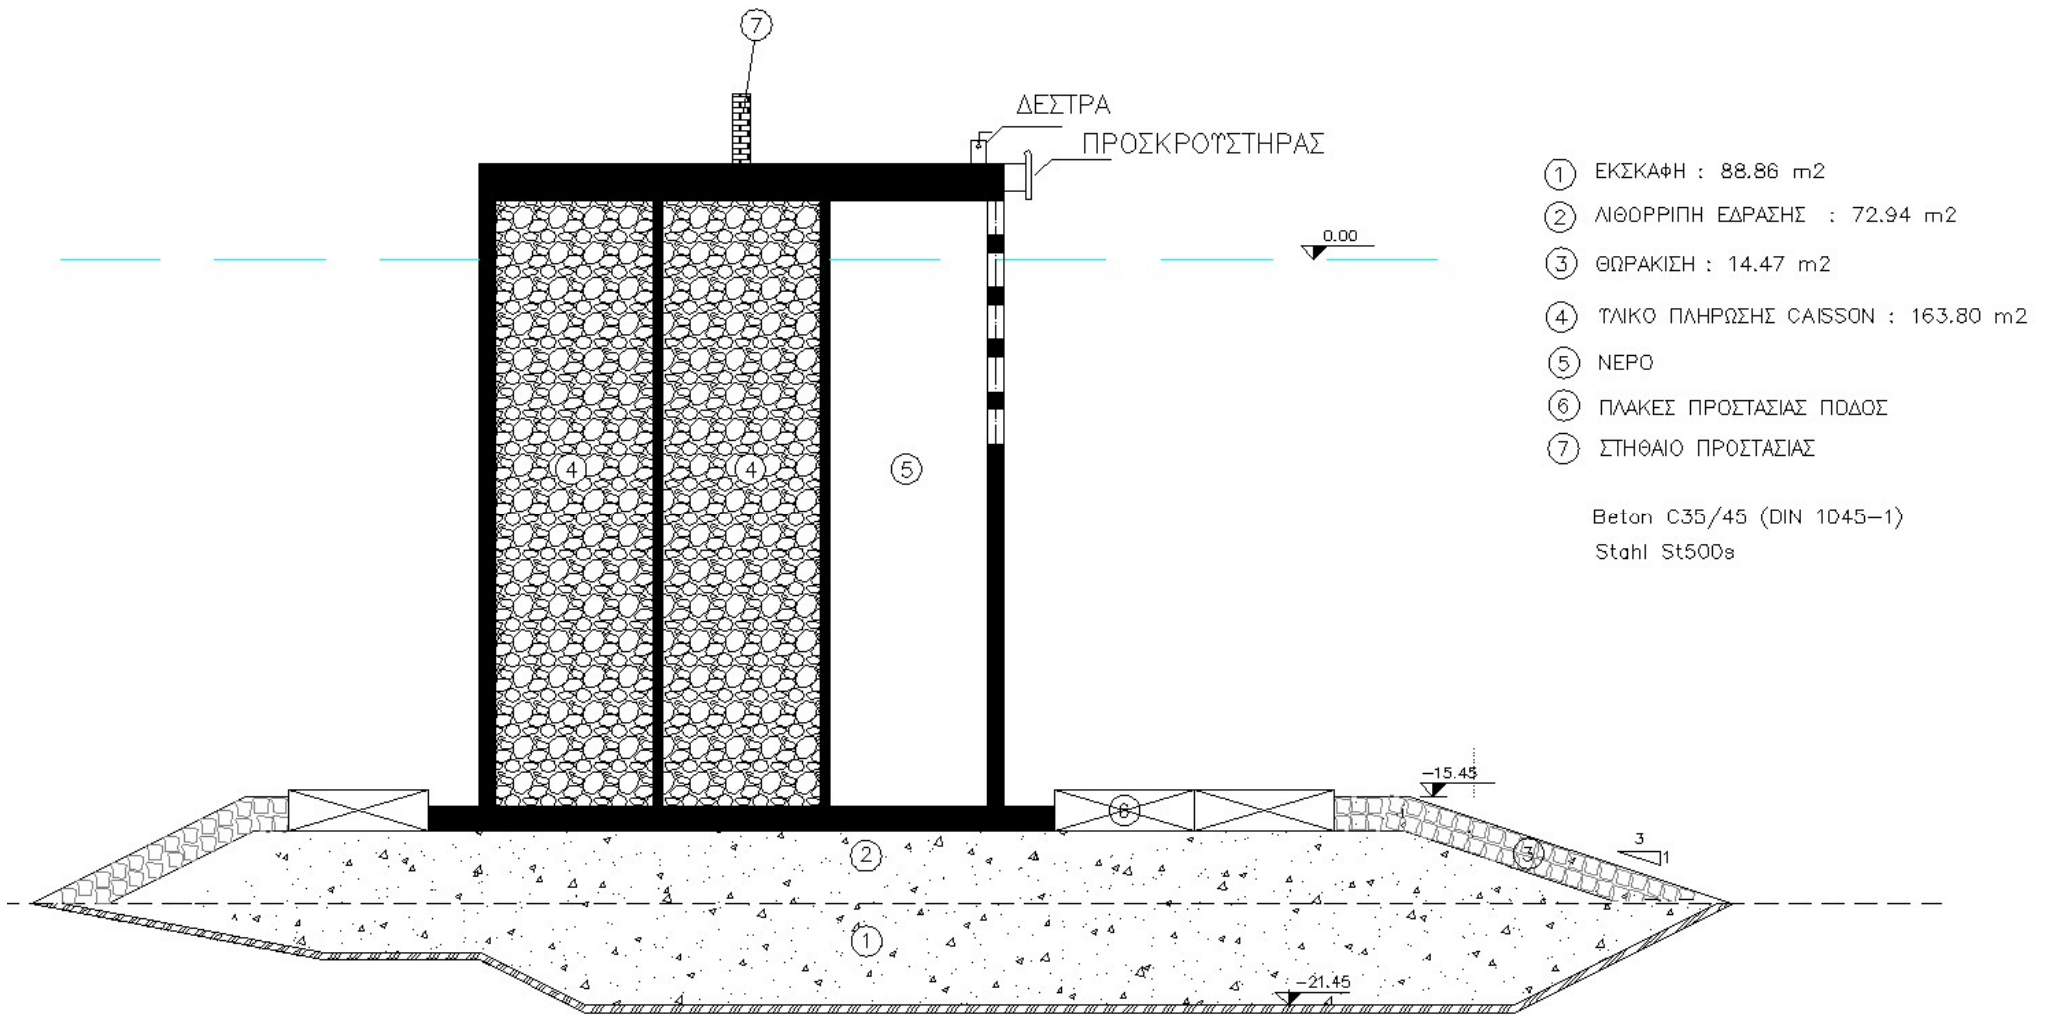 7
ΔΕΣΤΡΑ
ΠΡΟΣΚΡΟΥΣΤΗΡΑΣ
1 ΕΚΣΚΑΦΗ : 88.86 m2
2 ΛΙΘΟΡΡΙΠΗ ΕΔΡΑΣΗΣ : 72.94 m2
0.00
3 ΘΩΡΑΚΙΣΗ : 14.47 m2
4 ΥΛΙΚΟ ΠΛΗΡΩΣΗΣ CAISSON : 163.80 m2
5 ΝΕΡΟ
6 ΠΛΑΚΕΣ ΠΡΟΣΤΑΣΙΑΣ ΠΟΔΟΣ
7 ΣΤΗΘΑΙΟ ΠΡΟΣΤΑΣΙΑΣ
4 4 5
Beton C35/45 (DIN 1045-1)
Stahl St500s
-15.45
6
3
1
2
3
1
-21.45